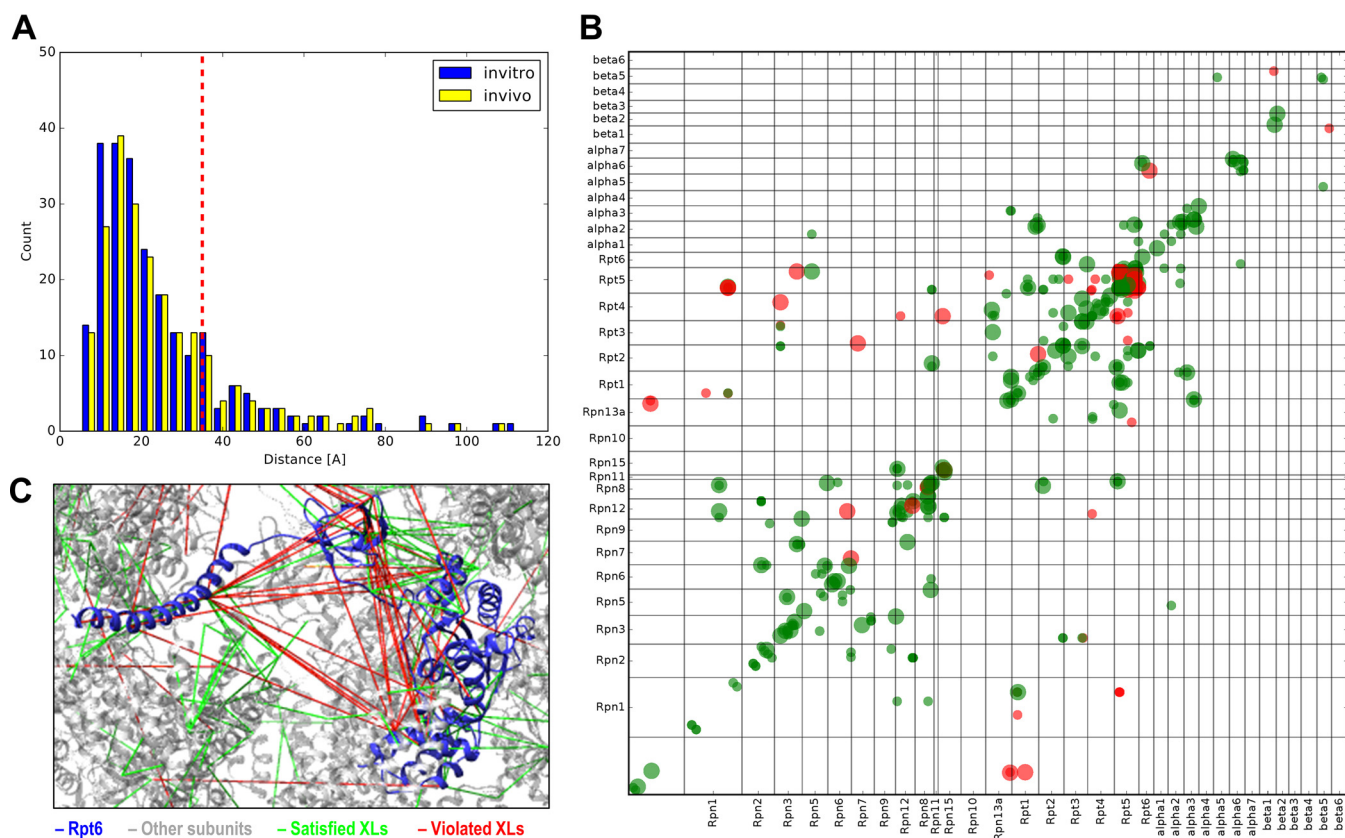 A
50
40
30
20
10
0
Count
invitro
invivo
0 20 40 60 80 100 120
Distance [A]
B
beta6
beta5
beta4
beta3
beta2
beta1
alpha7
alpha6
alpha5
alpha4
alpha3
alpha2
alpha1
Rpt6
Rpt5
Rpt4
Rpt3
Rpt2
Rpt1
Rpn13a
Rpn10
Rpn15
Rpn11
Rpn8
Rpn12
Rpn9
Rpn7
Rpn6
Rpn5
Rpn3
Rpn2
Rpn1
Rpn1 Rpn2 Rpn3 Rpn5 Rpn6 Rpn7 Rpn9 Rpn12 Rpn8 Rpn11 Rpn15 Rpn10 Rpn13a Rpt1 Rpt2 Rpt3 Rpt4 Rpt5 Rpt6 alpha1 alpha2 alpha3 alpha4 alpha5 alpha6 alpha7 beta1 beta2 beta3 beta4 beta5 beta6
C
– Rpt6 – Other subunits – Satisfied XLs – Violated XLs